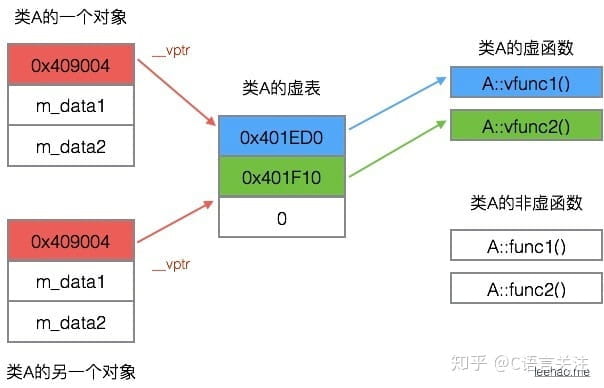 类A的一个对象
0x409004
m_data1
m_data2
__vptr
类A的虚表
0x401ED0
0x401F10
0
类A的虚函数
A::vfunc1()
A::vfunc2()
0x409004
m_data1
m_data2
__vptr
类A的另一个对象
类A的非虚函数
A::func1()
A::func2()
知乎 @C语言关注
leehao.me